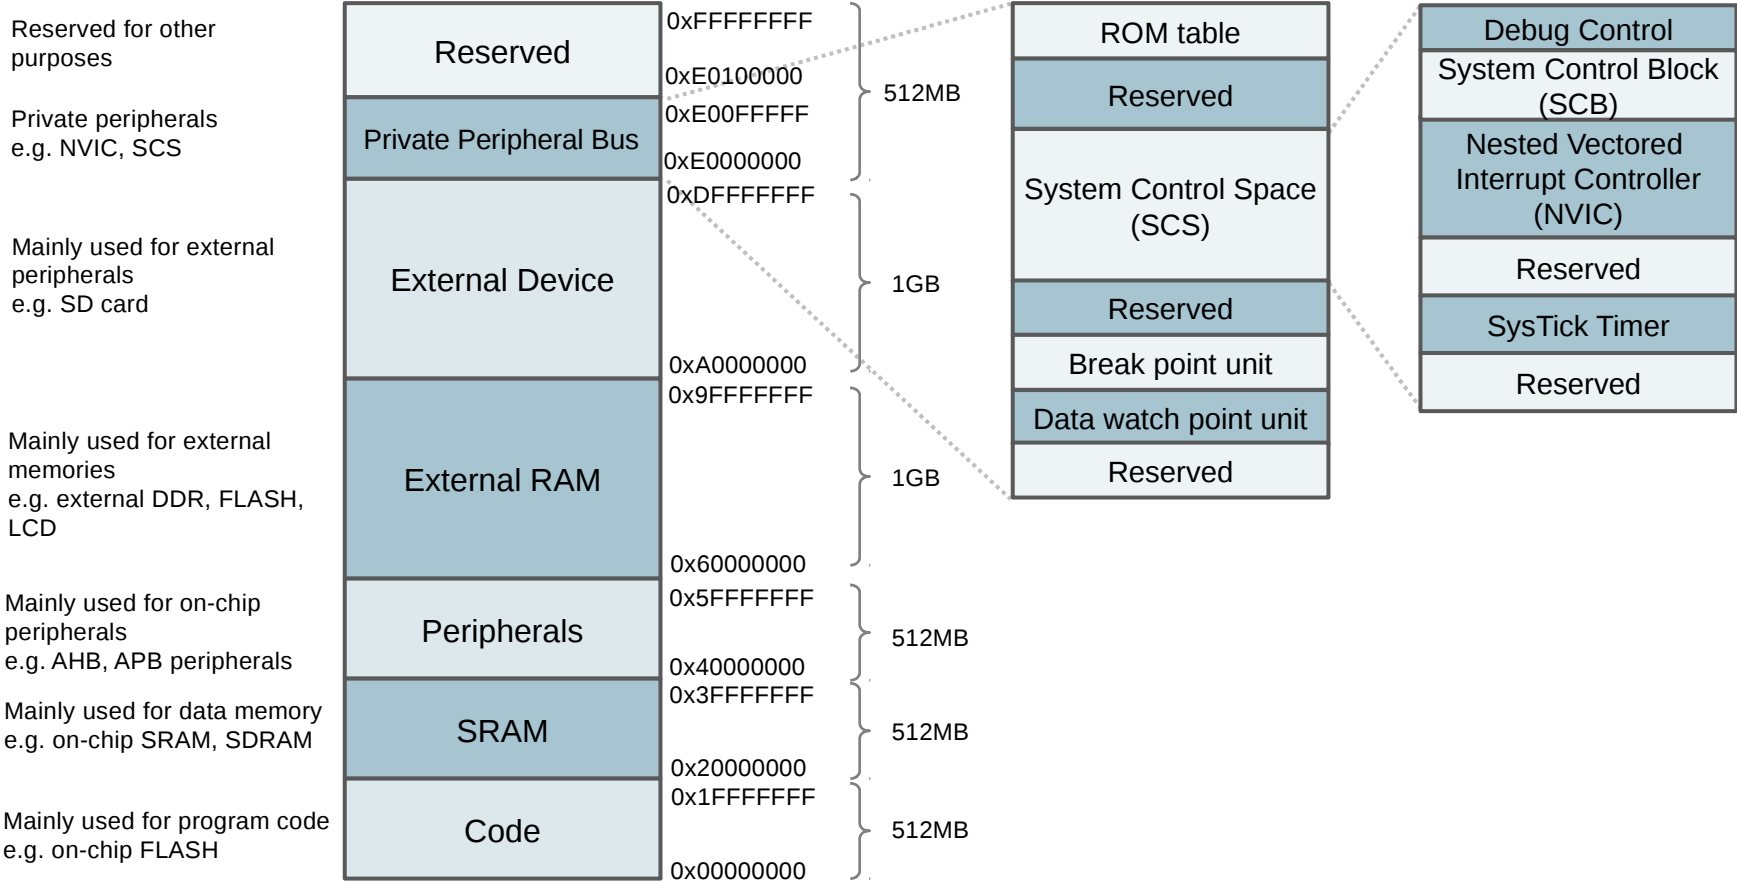 Reserved for other
purposes
Private peripherals
e.g. NVIC, SCS
Mainly used for external
peripherals
e.g. SD card
Mainly used for external
memories
e.g. external DDR, FLASH,
LCD
Mainly used for on-chip
peripherals
e.g. AHB, APB peripherals
Mainly used for data memory
e.g. on-chip SRAM, SDRAM
Mainly used for program code
e.g. on-chip FLASH
Reserved
Private Peripheral Bus
External Device
External RAM
Peripherals
SRAM
Code
0xFFFFFFFF
0xE0100000
0xE00FFFFF
0xE0000000
0xDFFFFFFF
0xA0000000
0x9FFFFFFF
0x60000000
0x5FFFFFFF
0x40000000
0x3FFFFFFF
0x20000000
0x1FFFFFFF
0x00000000
512MB
1GB
1GB
512MB
512MB
512MB
ROM table
Reserved
System Control Space
(SCS)
Reserved
Break point unit
Data watch point unit
Reserved
Debug Control
System Control Block
(SCB)
Nested Vectored
Interrupt Controller
(NVIC)
Reserved
SysTick Timer
Reserved